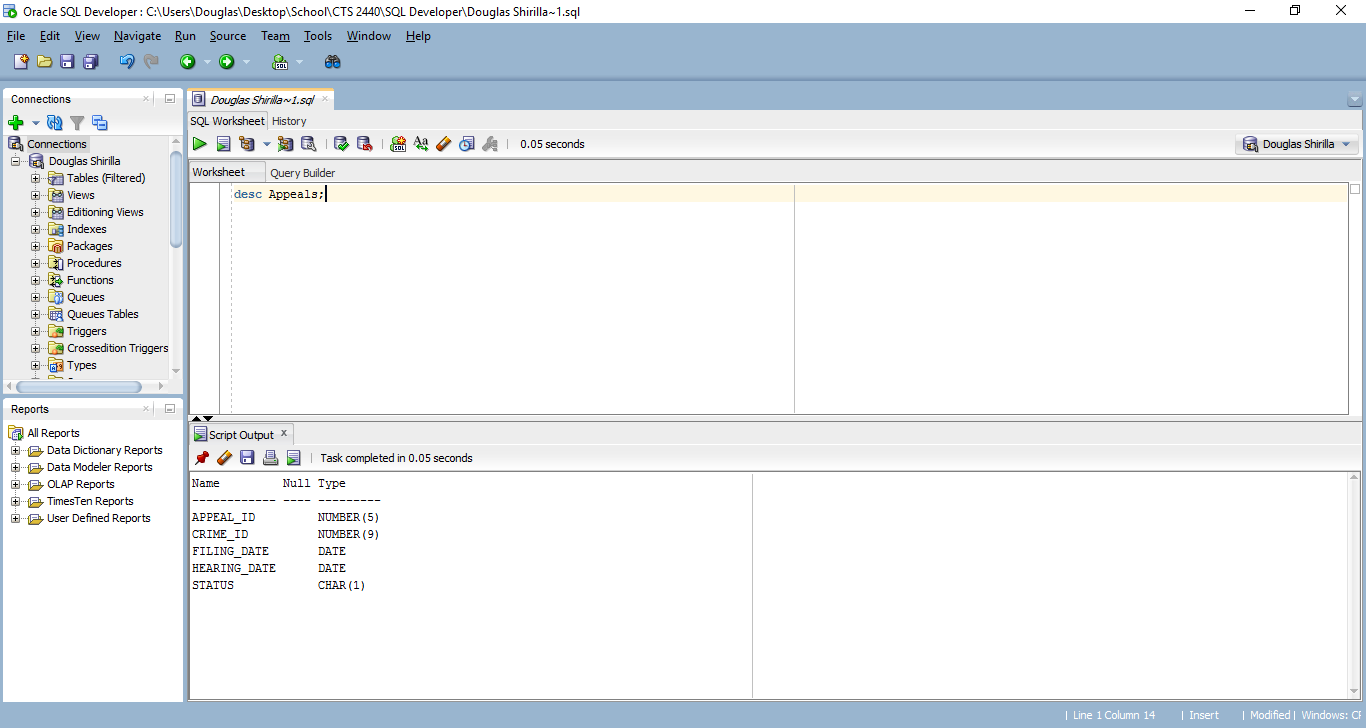 Oracle SQL Developer : C:\Users\Douglas\Desktop\School\CTS 2440\SQL Developer\Douglas Shirilla~1.sql
File Edit View Navigate Run Source Team Tools Window Help
Connections
Connections
Douglas Shirilla
Tables (Filtered)
Views
Editioning Views
Indexes
Packages
Procedures
Functions
Queues
Queues Tables
Triggers
Crossedition Triggers
Types
Reports
All Reports
Data Dictionary Reports
Data Modeler Reports
OLAP Reports
TimesTen Reports
User Defined Reports
Douglas Shirilla~1.sql
SQL Worksheet History
0.05 seconds
Douglas Shirilla
Worksheet Query Builder
desc Appeals;
Script Output
Task completed in 0.05 seconds
Name Null Type
------------ ---- ---------
APPEAL_ID NUMBER(5)
CRIME_ID NUMBER(9)
FILING_DATE DATE
HEARING_DATE DATE
STATUS CHAR(1)
| Line 1 Column 14 | Insert | Modified | Windows: